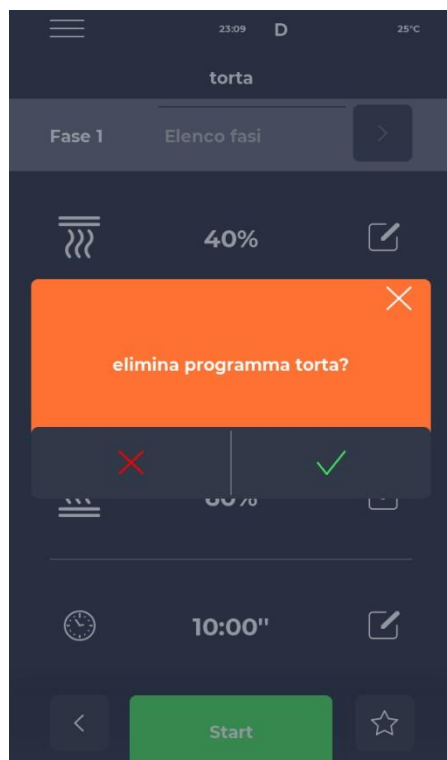 23:09 D 25°C
torta
Fase 1 Elenco fasi
40%
elimina programma torta?
10:00''
Start